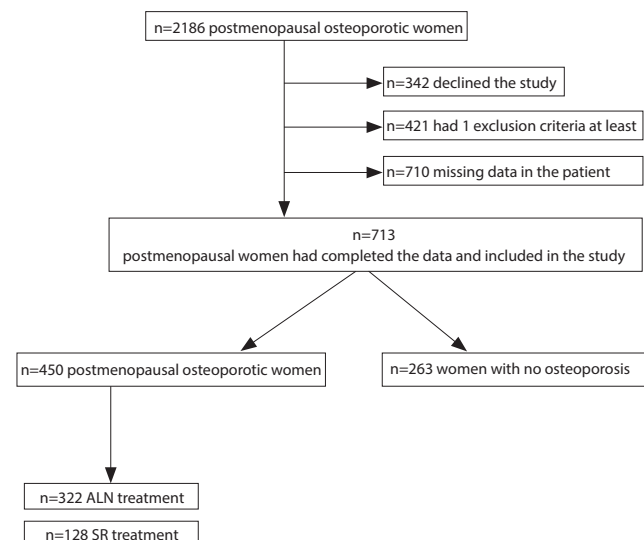 n=2186 postmenopausal osteoporotic women
n=342 declined the study
n=421 had 1 exclusion criteria at least
n=710 missing data in the patient
n=713
postmenopausal women had completed the data and included in the study
n=450 postmenopausal osteoporotic women
n=263 women with no osteoporosis
n=322 ALN treatment
n=128 SR treatment